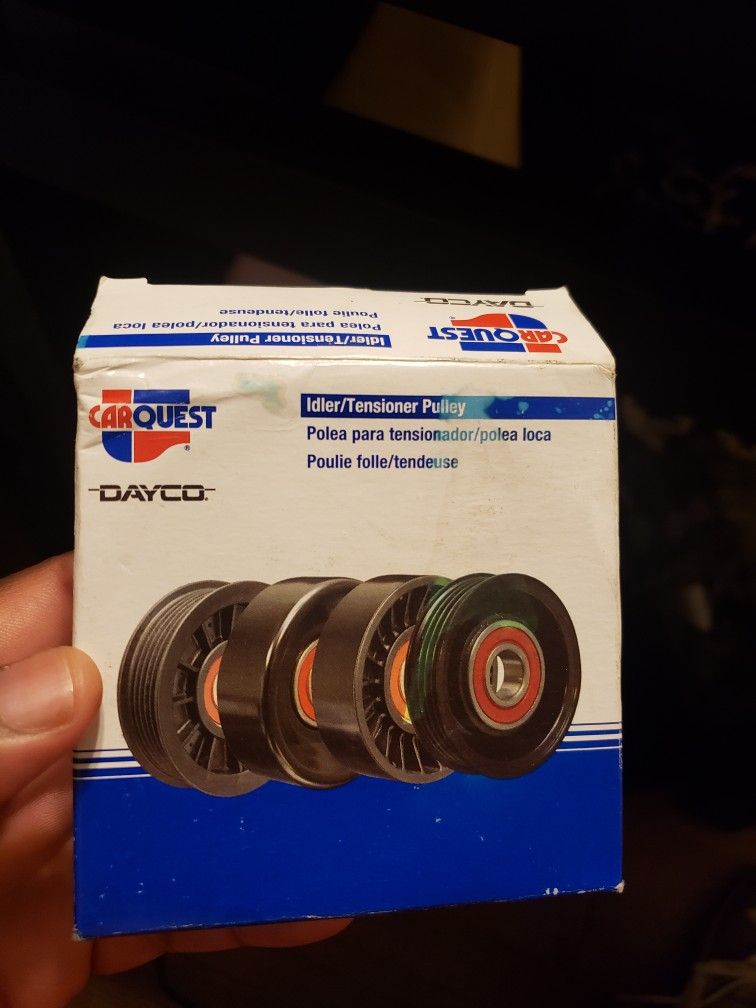 DAYCO
CARQUEST
Poulie folle/tendeuse
Polea para tensionador/polea loca
Idler/Tensioner Pulley
CARQUEST
DAYCO
Idler/Tensioner Pulley
Polea para tensionador/polea loca
Poulie folle/tendeuse